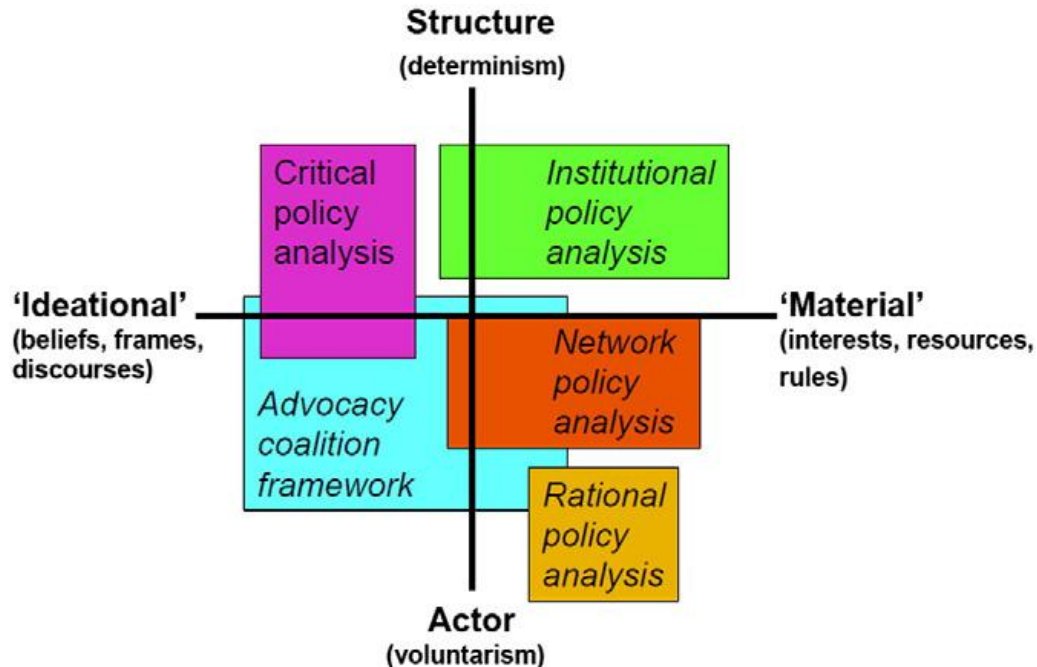 Structure
(determinism)
Critical
policy
analysis
Institutional
policy
analysis
‘Ideational’
(beliefs, frames,
discourses)
‘Material’
(interests, resources,
rules)
Network
policy
analysis
Advocacy
coalition
framework
Rational
policy
analysis
Actor
(voluntarism)